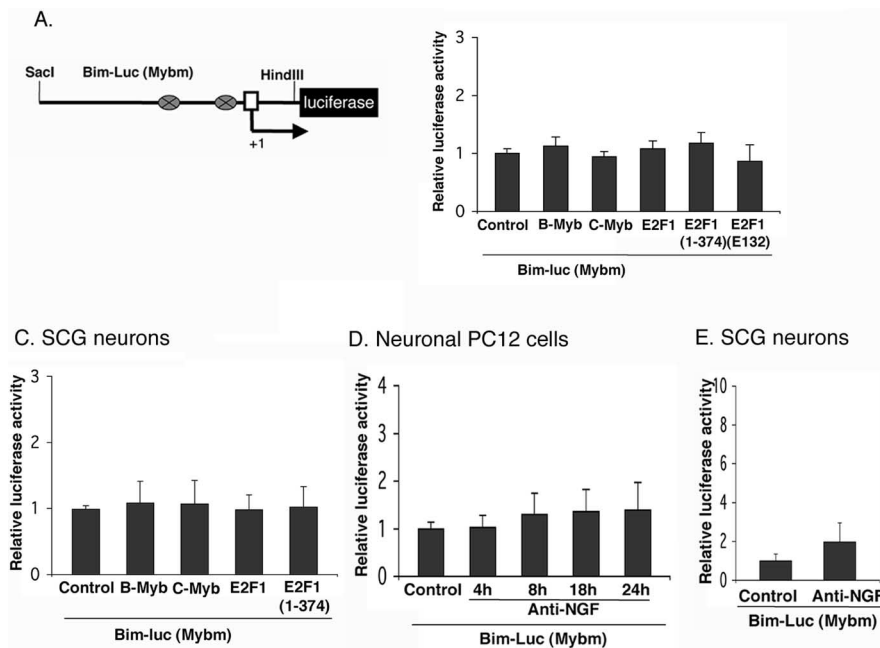 A.
SacI
Bim-Luc (Mybm)
HindIII
luciferase
+1
Relative luciferase activity
3
2
1
0
Control
B-Myb
C-Myb
E2F1
E2F1
(1-374)
E2F1
(E132)
Bim-luc (Mybm)
C. SCG neurons
Relative luciferase activity
3
2
1
0
Control
B-Myb
C-Myb
E2F1
E2F1
(1-374)
Bim-luc (Mybm)
D. Neuronal PC12 cells
Relative luciferase activity
4
3
2
1
0
Control
4h
8h
18h
24h
Anti-NGF
Bim-Luc (Mybm)
E. SCG neurons
Relative luciferase activity
10
8
6
4
2
0
Control
Anti-NGF
Bim-Luc (Mybm)